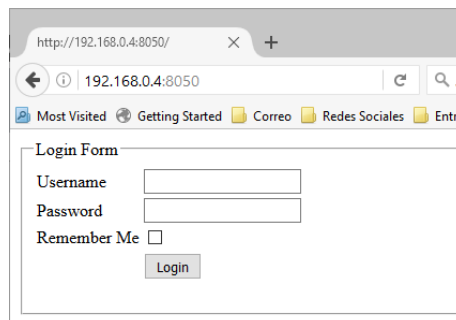 http://192.168.0.4:8050/
192.168.0.4:8050
Most Visited Getting Started Correo Redes Sociales Entr
Login Form
Username
Password
Remember Me
Login